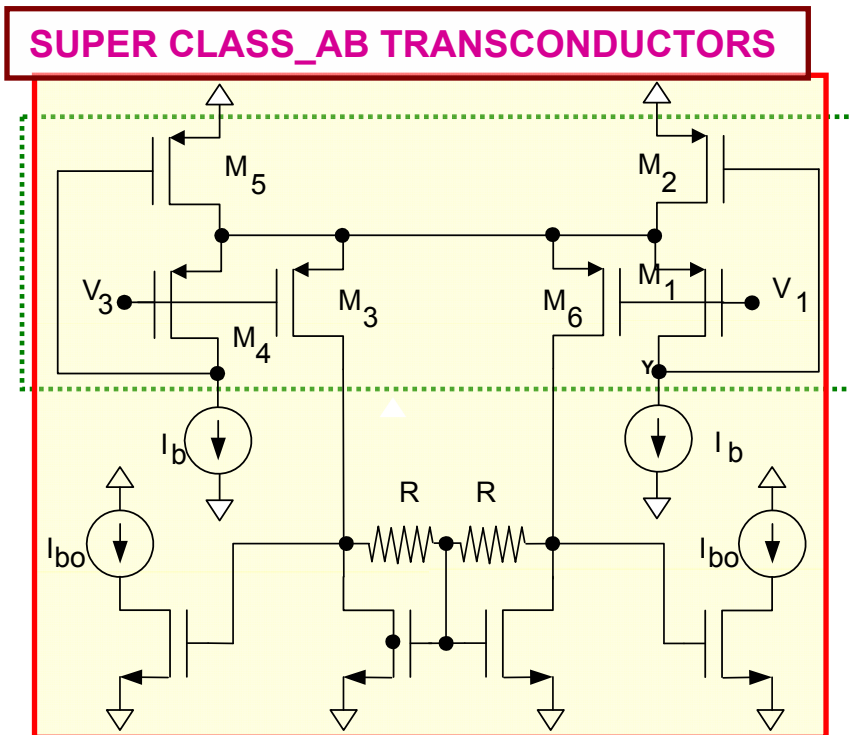 SUPER CLASS_AB TRANSCONDUCTORS
M5
M2
V3
M3
M6
M1
V1
M4
Y
Ib
Ib
R R
Ibo
Ibo